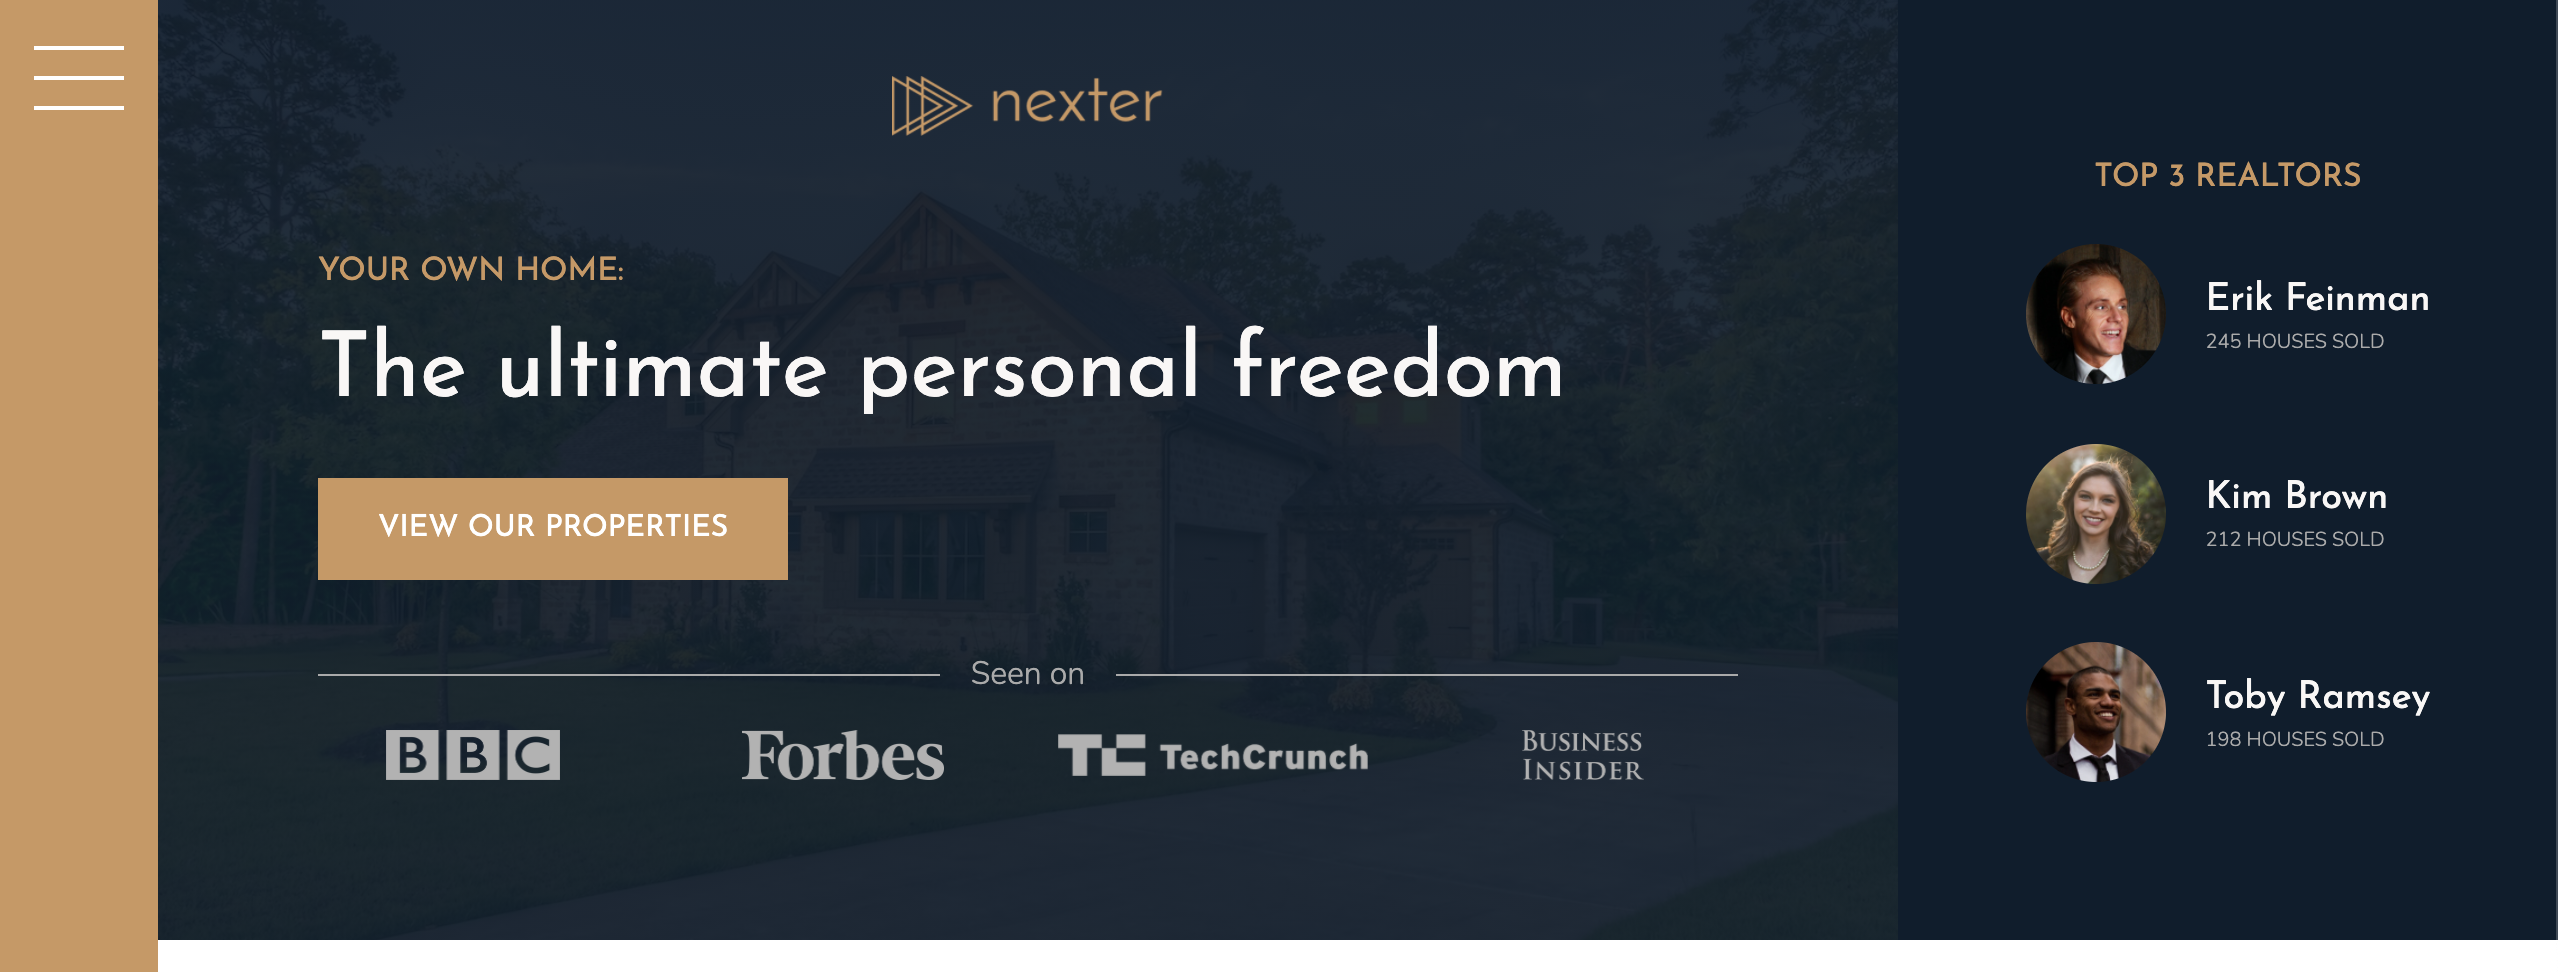 nexter
YOUR OWN HOME:
The ultimate personal freedom
VIEW OUR PROPERTIES
Seen on
BBC
Forbes
TC TechCrunch
BUSINESS
INSIDER
TOP 3 REALTORS
Erik Feinman
245 HOUSES SOLD
Kim Brown
212 HOUSES SOLD
Toby Ramsey
198 HOUSES SOLD